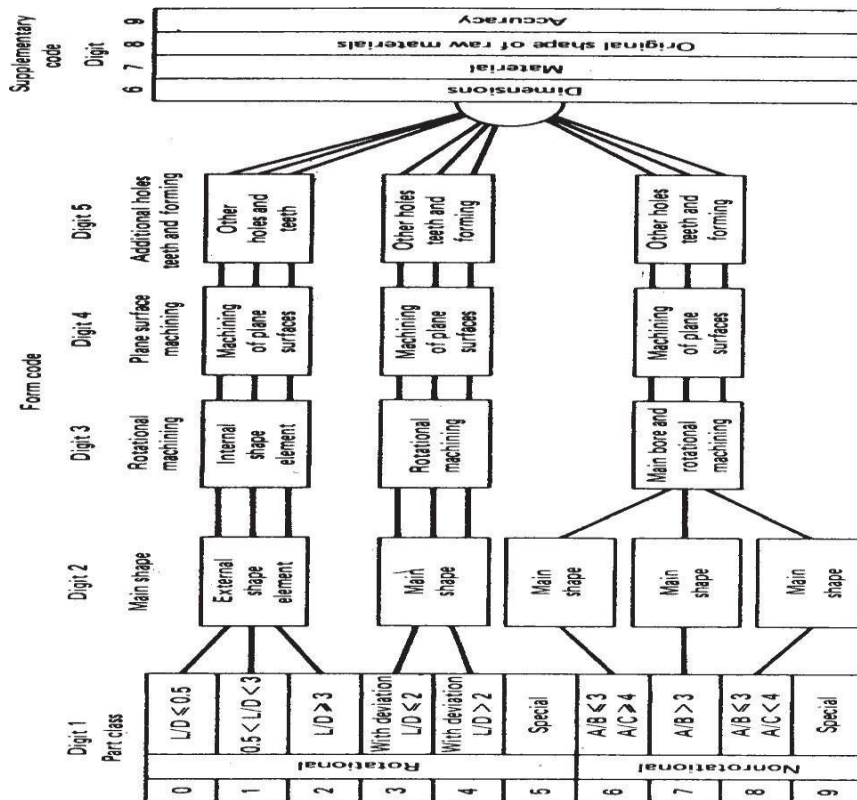 Form code
Supplementary
code
Digit 1
Part class
Digit 2
Main shape
Digit 3
Rotational
machining
Digit 4
Plane surface
machining
Digit 5
Additional holes
teeth and forming
Digit
0
1
2
3
4
5
6
7
8
9
Rotational
Nonrotational
L/D ⩽ 0.5
0.5 < L/D < 3
L/D ⩾ 3
With deviation
L/D ⩽ 2
With deviation
L/D > 2
Special
A/B ⩽ 3
A/C ⩾ 4
A/B > 3
A/B ⩽ 3
A/C < 4
Special
External
shape
element
Main
shape
Main
shape
Main
shape
Main
shape
Internal
shape
element
Rotational
machining
Main bore and
rotational
machining
Machining
of plane
surfaces
Machining
of plane
surfaces
Machining
of plane
surfaces
Other
holes and
teeth
Other holes
teeth and
forming
Other holes
teeth and
forming
6
7
8
9
Dimensions
Material
Original shape of raw materials
Accuracy